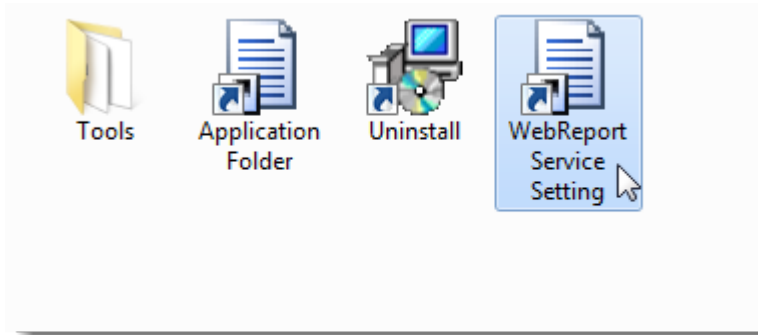 Tools
Application
Folder
Uninstall
WebReport
Service
Setting